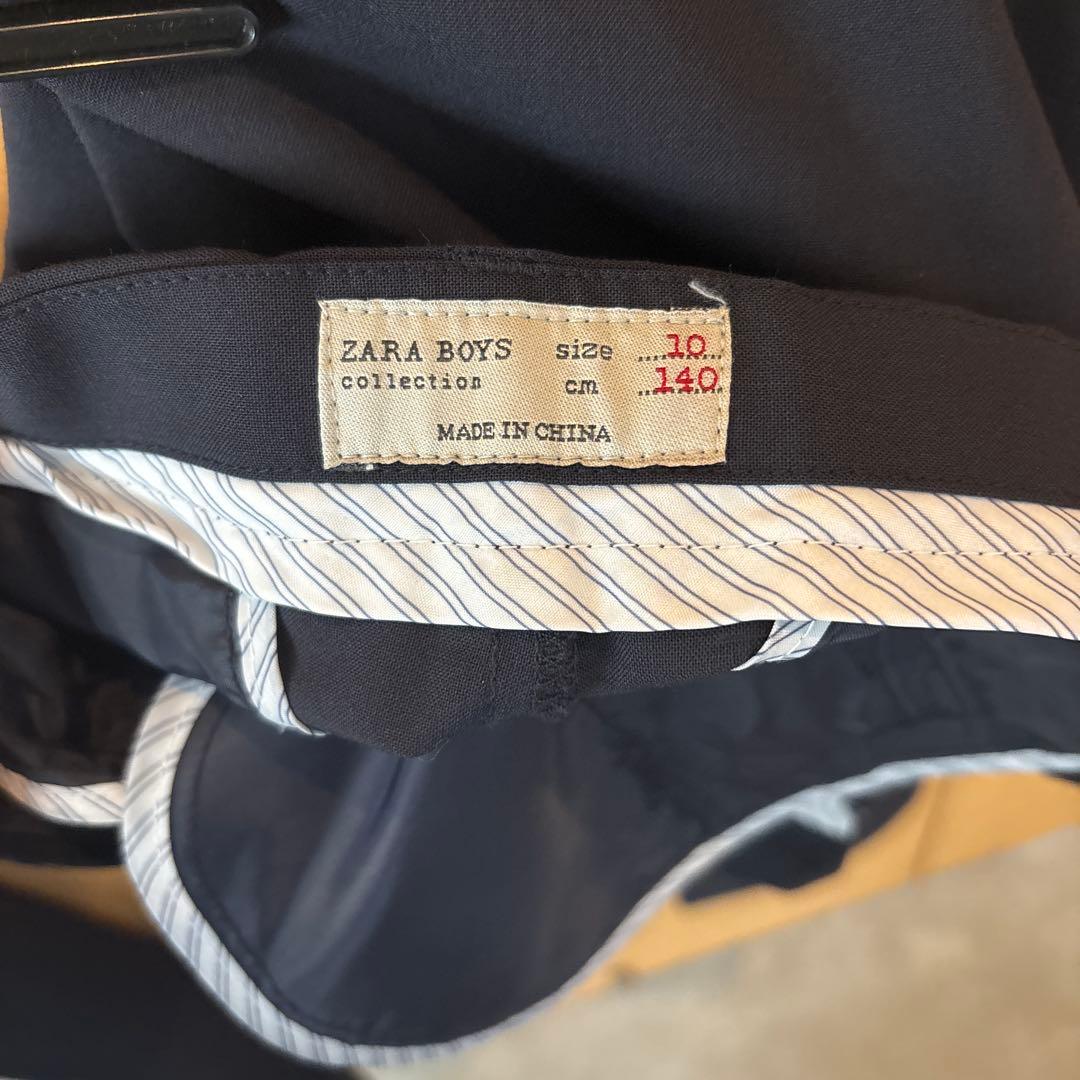 ZARA BOYS size 10
collection cm 140
MADE IN CHINA